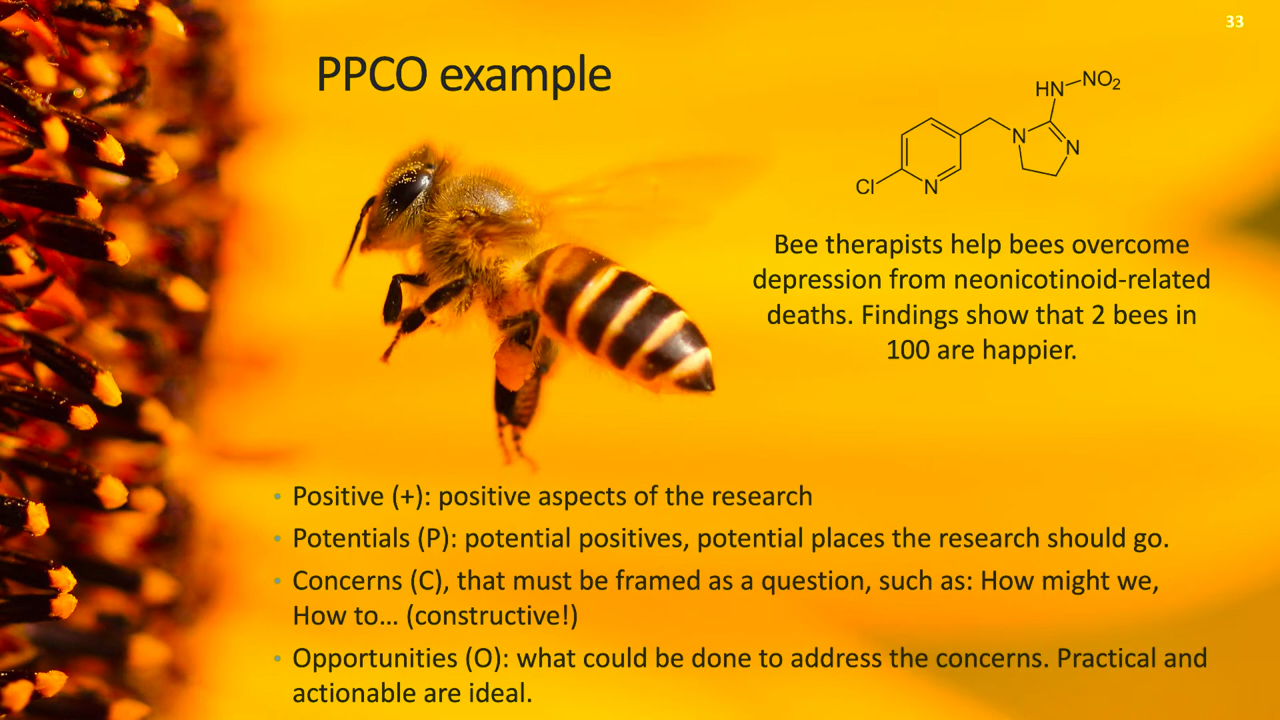 33
PPCO example
HN
NO2
N
N
Cl
N
Bee therapists help bees overcome
depression from neonicotinoid-related
deaths. Findings show that 2 bees in
100 are happier.
• Positive (+): positive aspects of the research
• Potentials (P): potential positives, potential places the research should go.
• Concerns (C), that must be framed as a question, such as: How might we,
How to... (constructive!)
• Opportunities (O): what could be done to address the concerns. Practical and
actionable are ideal.